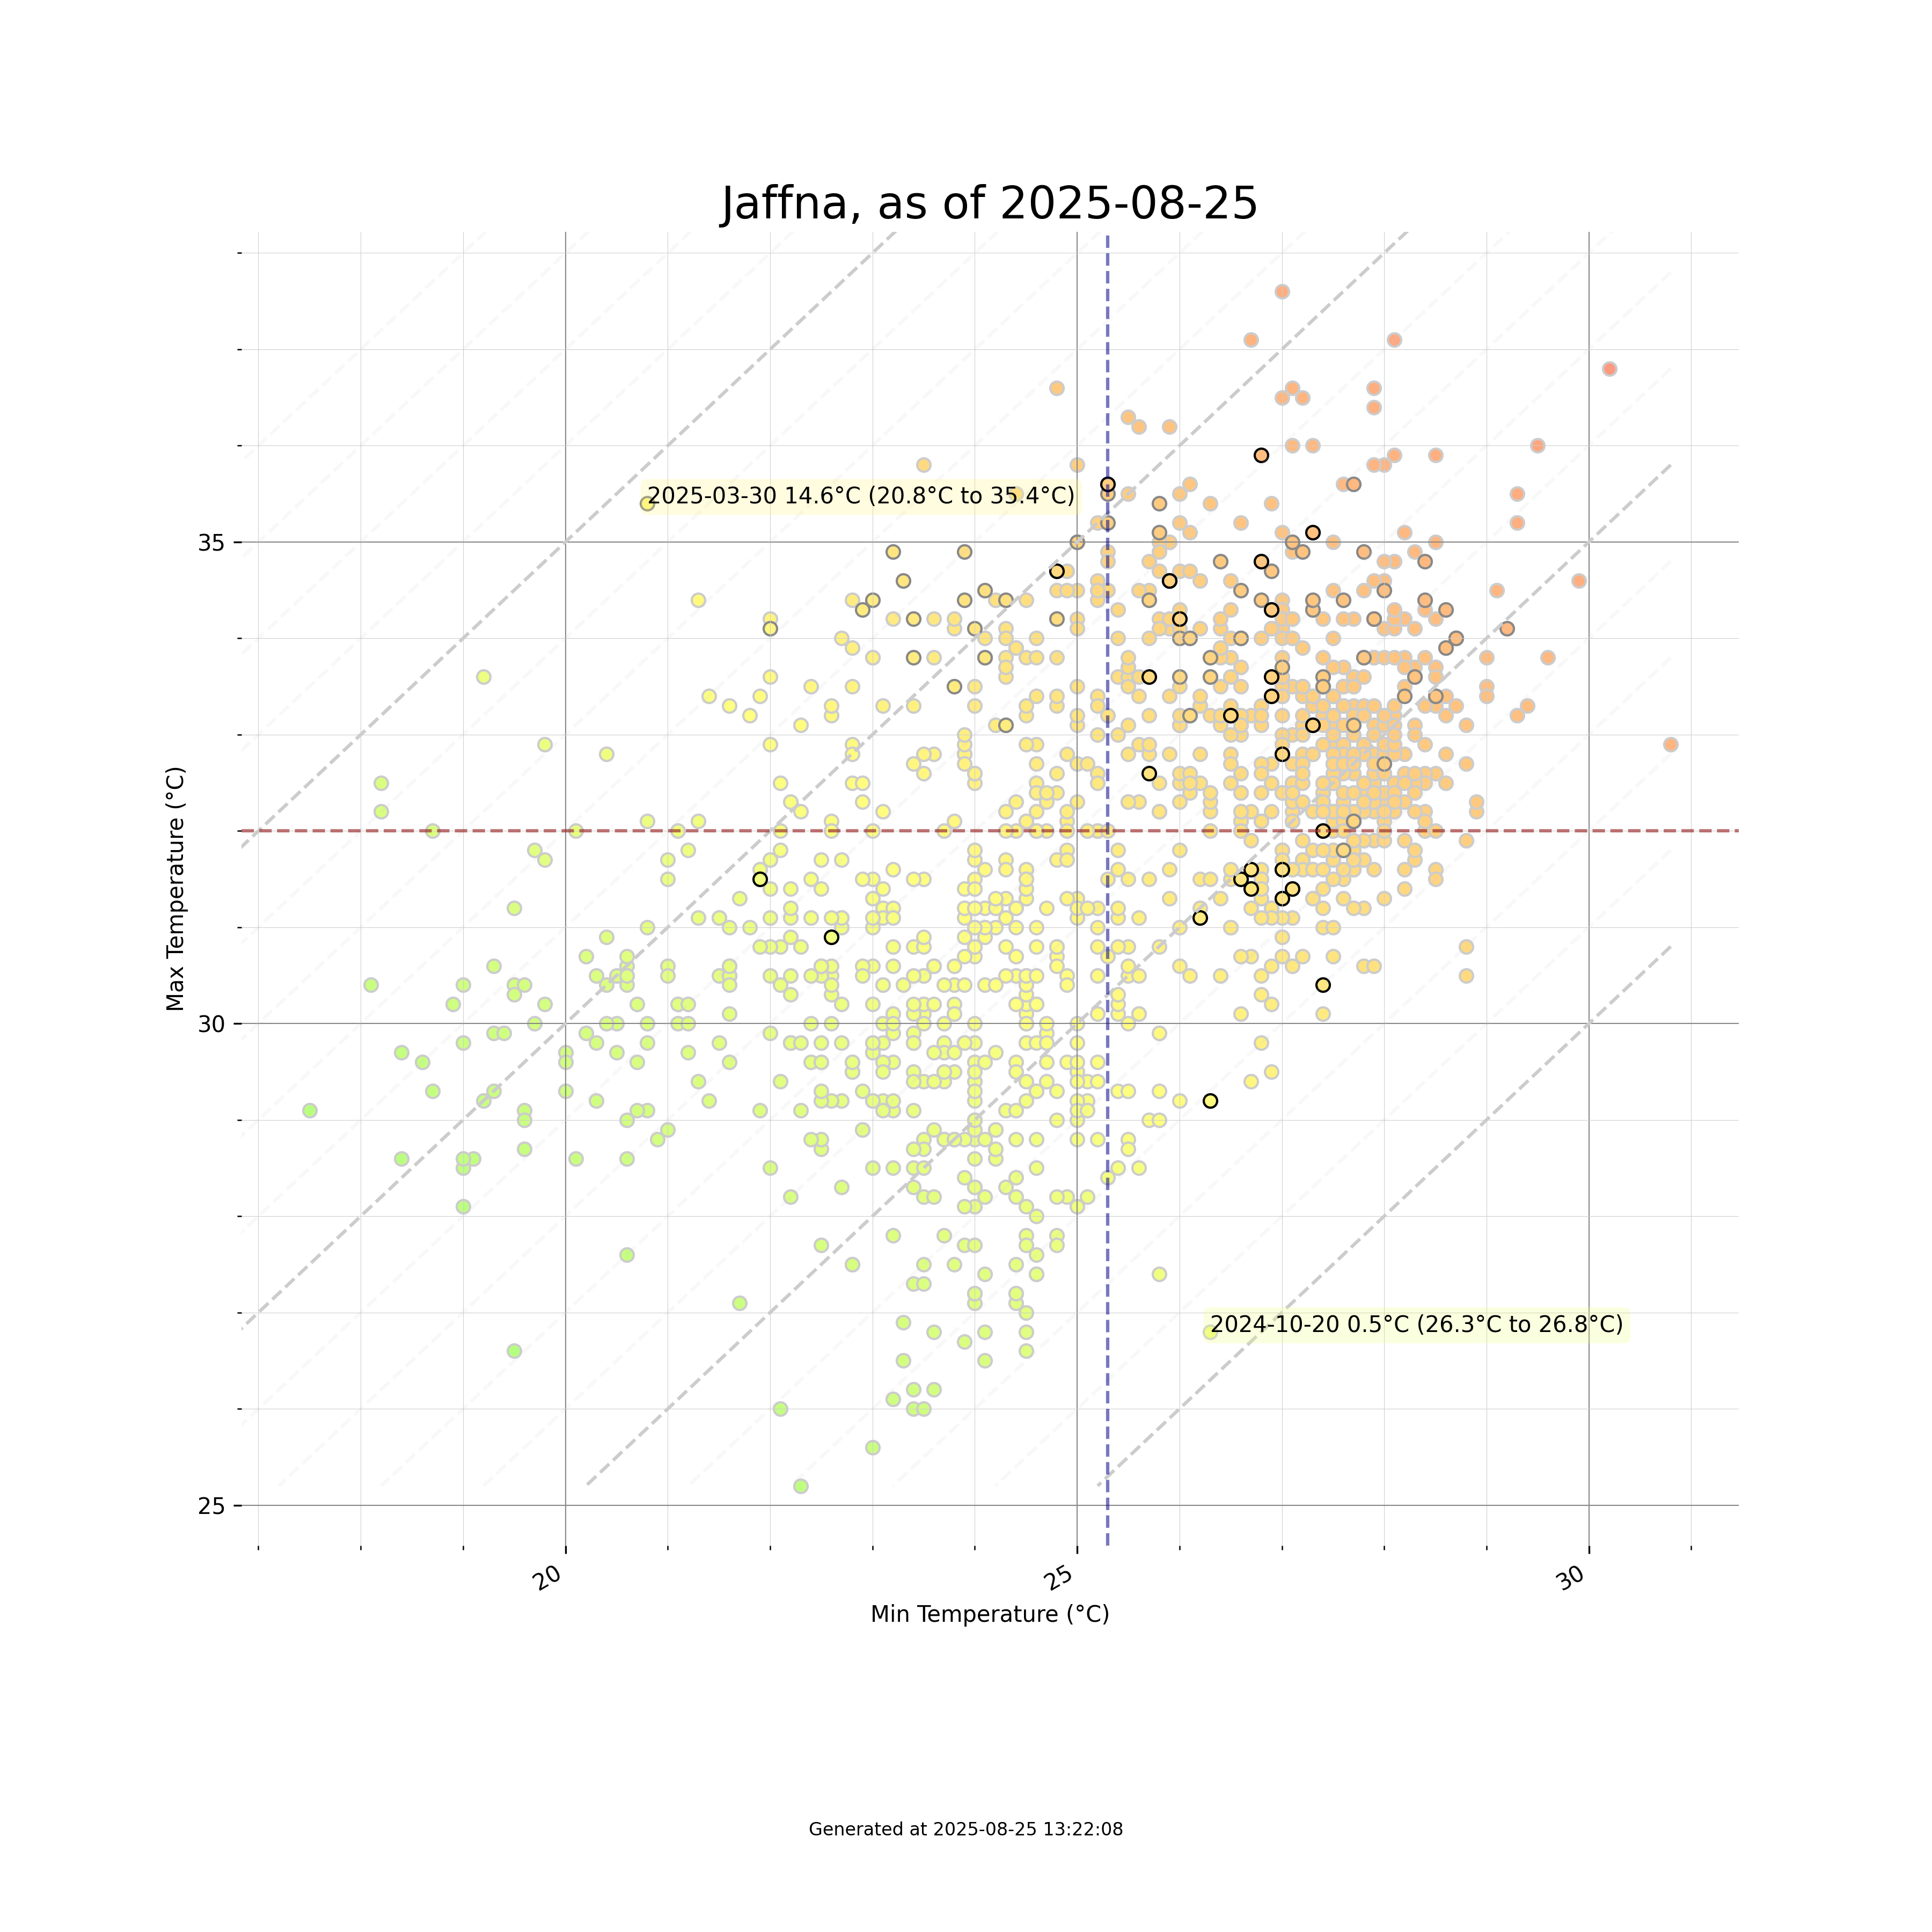 Jaffna, as of 2025-08-25
2025-03-30 14.6°C (20.8°C to 35.4°C)
35
Max Temperature (°C)
30
2024-10-20 0.5°C (26.3°C to 26.8°C)
25
20
25
30
Min Temperature (°C)
Generated at 2025-08-25 13:22:08